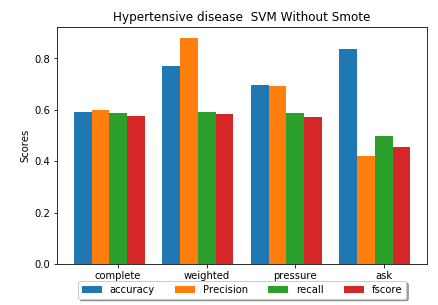 Hypertensive disease  SVM Without Smote
0.8
0.6
0.4
0.2
0.0
Scores
complete weighted pressure ask
accuracy Precision recall fscore